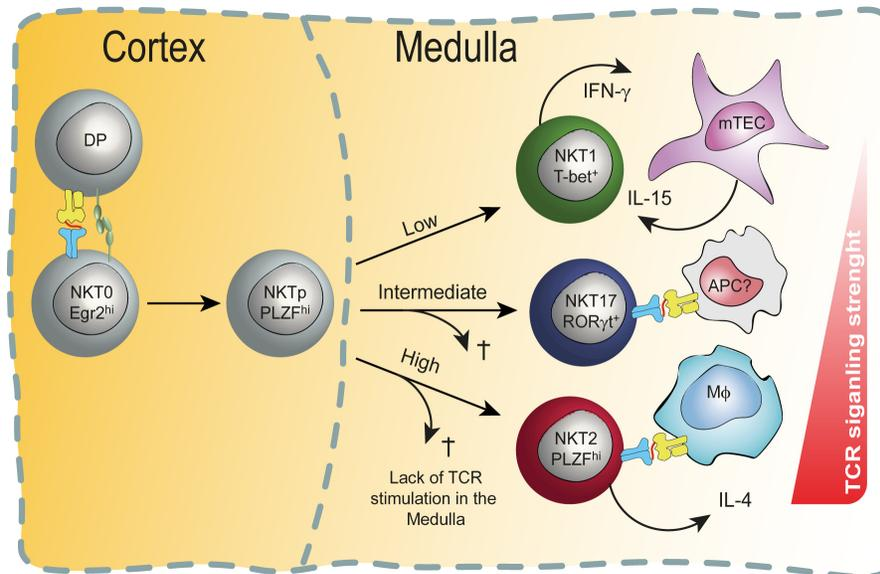 Cortex
Medulla
DP
NKT0
Egr2hi
NKTp
PLZFhi
Low
Intermediate
†
High
†
Lack of TCR
stimulation in the
Medulla
IFN-γ
NKT1
T-bet+
mTEC
IL-15
NKT17
RORγt+
APC?
NKT2
PLZFhi
Mϕ
IL-4
TCR siganling strenght